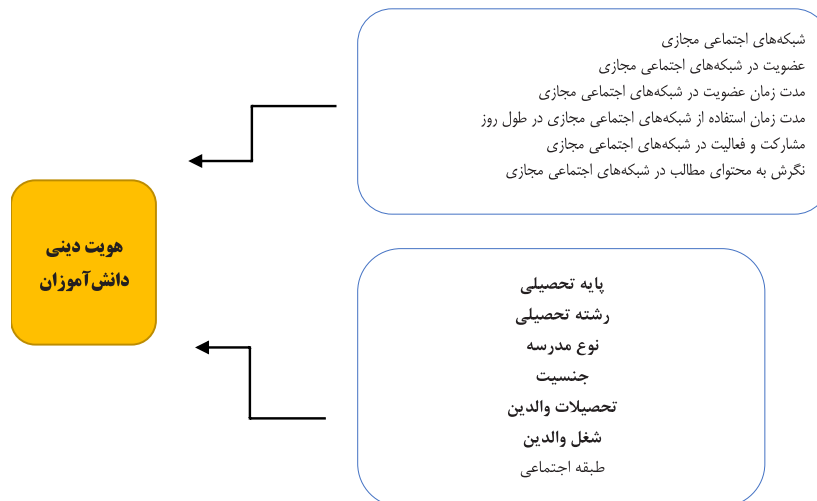 شبکه‌های اجتماعی مجازی
عضویت در شبکه‌های اجتماعی مجازی
مدت زمان عضویت در شبکه‌های اجتماعی مجازی
مدت زمان استفاده از شبکه‌های اجتماعی مجازی در طول روز
مشارکت و فعالیت در شبکه‌های اجتماعی مجازی
نگرش به محتوای مطالب در شبکه‌های اجتماعی مجازی
هویت دینی
دانش‌آموزان
پایه تحصیلی
رشته تحصیلی
نوع مدرسه
جنسیت
تحصیلات والدین
شغل والدین
طبقه اجتماعی